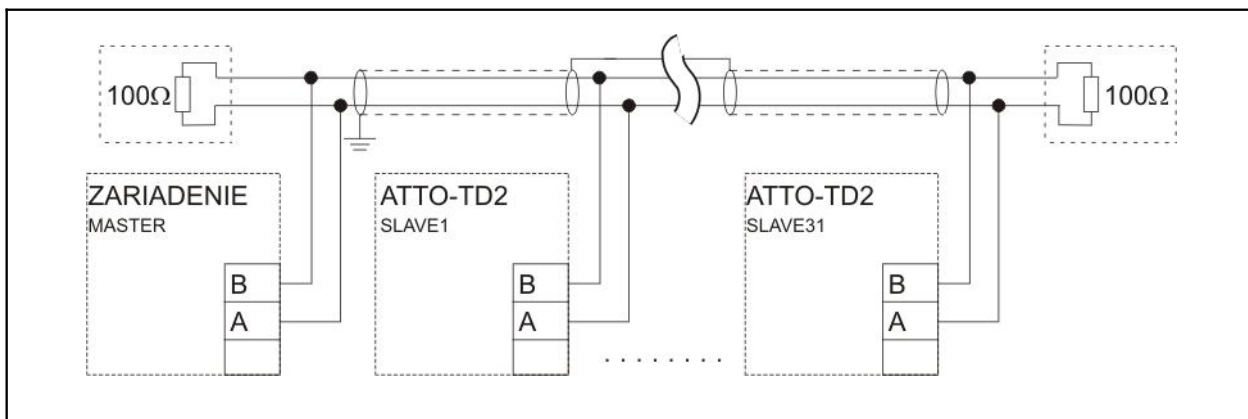 100Ω
100Ω
ZARIADENIE
MASTER
B
A
ATTO-TD2
SLAVE1
B
A
. . . . . . . .
ATTO-TD2
SLAVE31
B
A